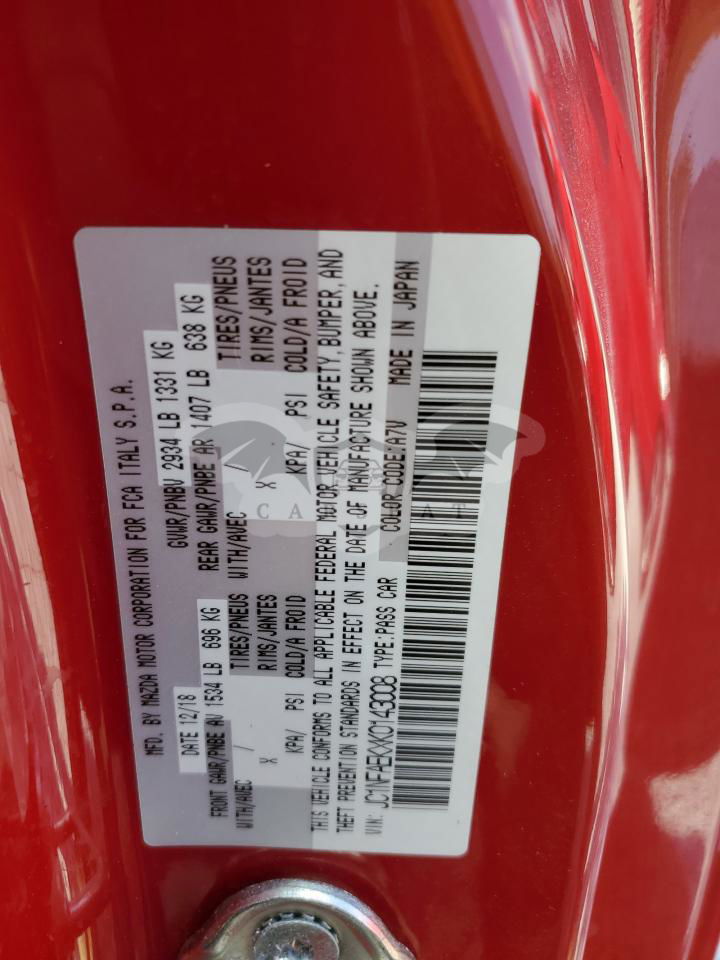 MFD. BY MAZDA MOTOR CORPORATION FOR FCA ITALY S.P.A.
DATE 12/18 GVWR/PNBV 2934 LB 1331 KG
FRONT GAWR/PNBE AV 1534 LB 696 KG REAR GAWR/PNBE AR 1407 LB 638 KG
WITH/AVEC / TIRES/PNEUS WITH/AVEC / TIRES/PNEUS
X RIMS/JANTES X RIMS/JANTES
KPA/ PSI COLD/A FROID KPA/ PSI COLD/A FROID
THIS VEHICLE CONFORMS TO ALL APPLICABLE FEDERAL MOTOR VEHICLE SAFETY, BUMPER, AND
THEFT PREVENTION STANDARDS IN EFFECT ON THE DATE OF MANUFACTURE SHOWN ABOVE.
VIN: JC1NFAEKXK0143008 TYPE:PASS CAR COLOR CODE:A7V MADE IN JAPAN